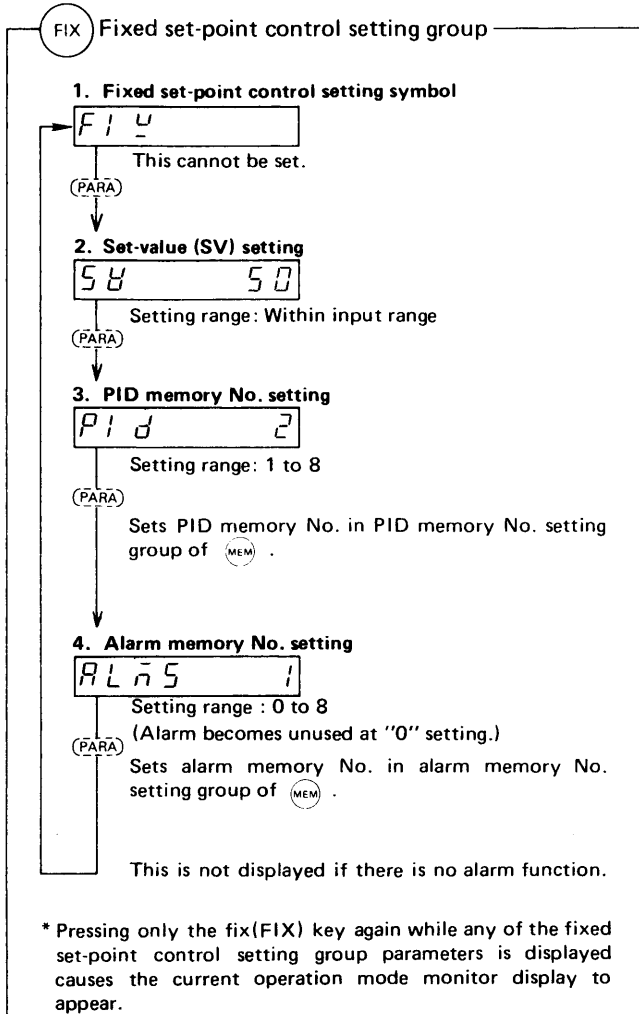 FIX Fixed set-point control setting group
1. Fixed set-point control setting symbol
FIX
This cannot be set.
(PARA)
2. Set-value (SV) setting
SV 50
Setting range: Within input range
(PARA)
3. PID memory No. setting
PId 2
Setting range: 1 to 8
(PARA)
Sets PID memory No. in PID memory No. setting
group of MEM .
4. Alarm memory No. setting
ALMS 1
Setting range : 0 to 8
(Alarm becomes unused at "0" setting.)
(PARA)
Sets alarm memory No. in alarm memory No.
setting group of MEM .
This is not displayed if there is no alarm function.
* Pressing only the fix(FIX) key again while any of the fixed
set-point control setting group parameters is displayed
causes the current operation mode monitor display to
appear.